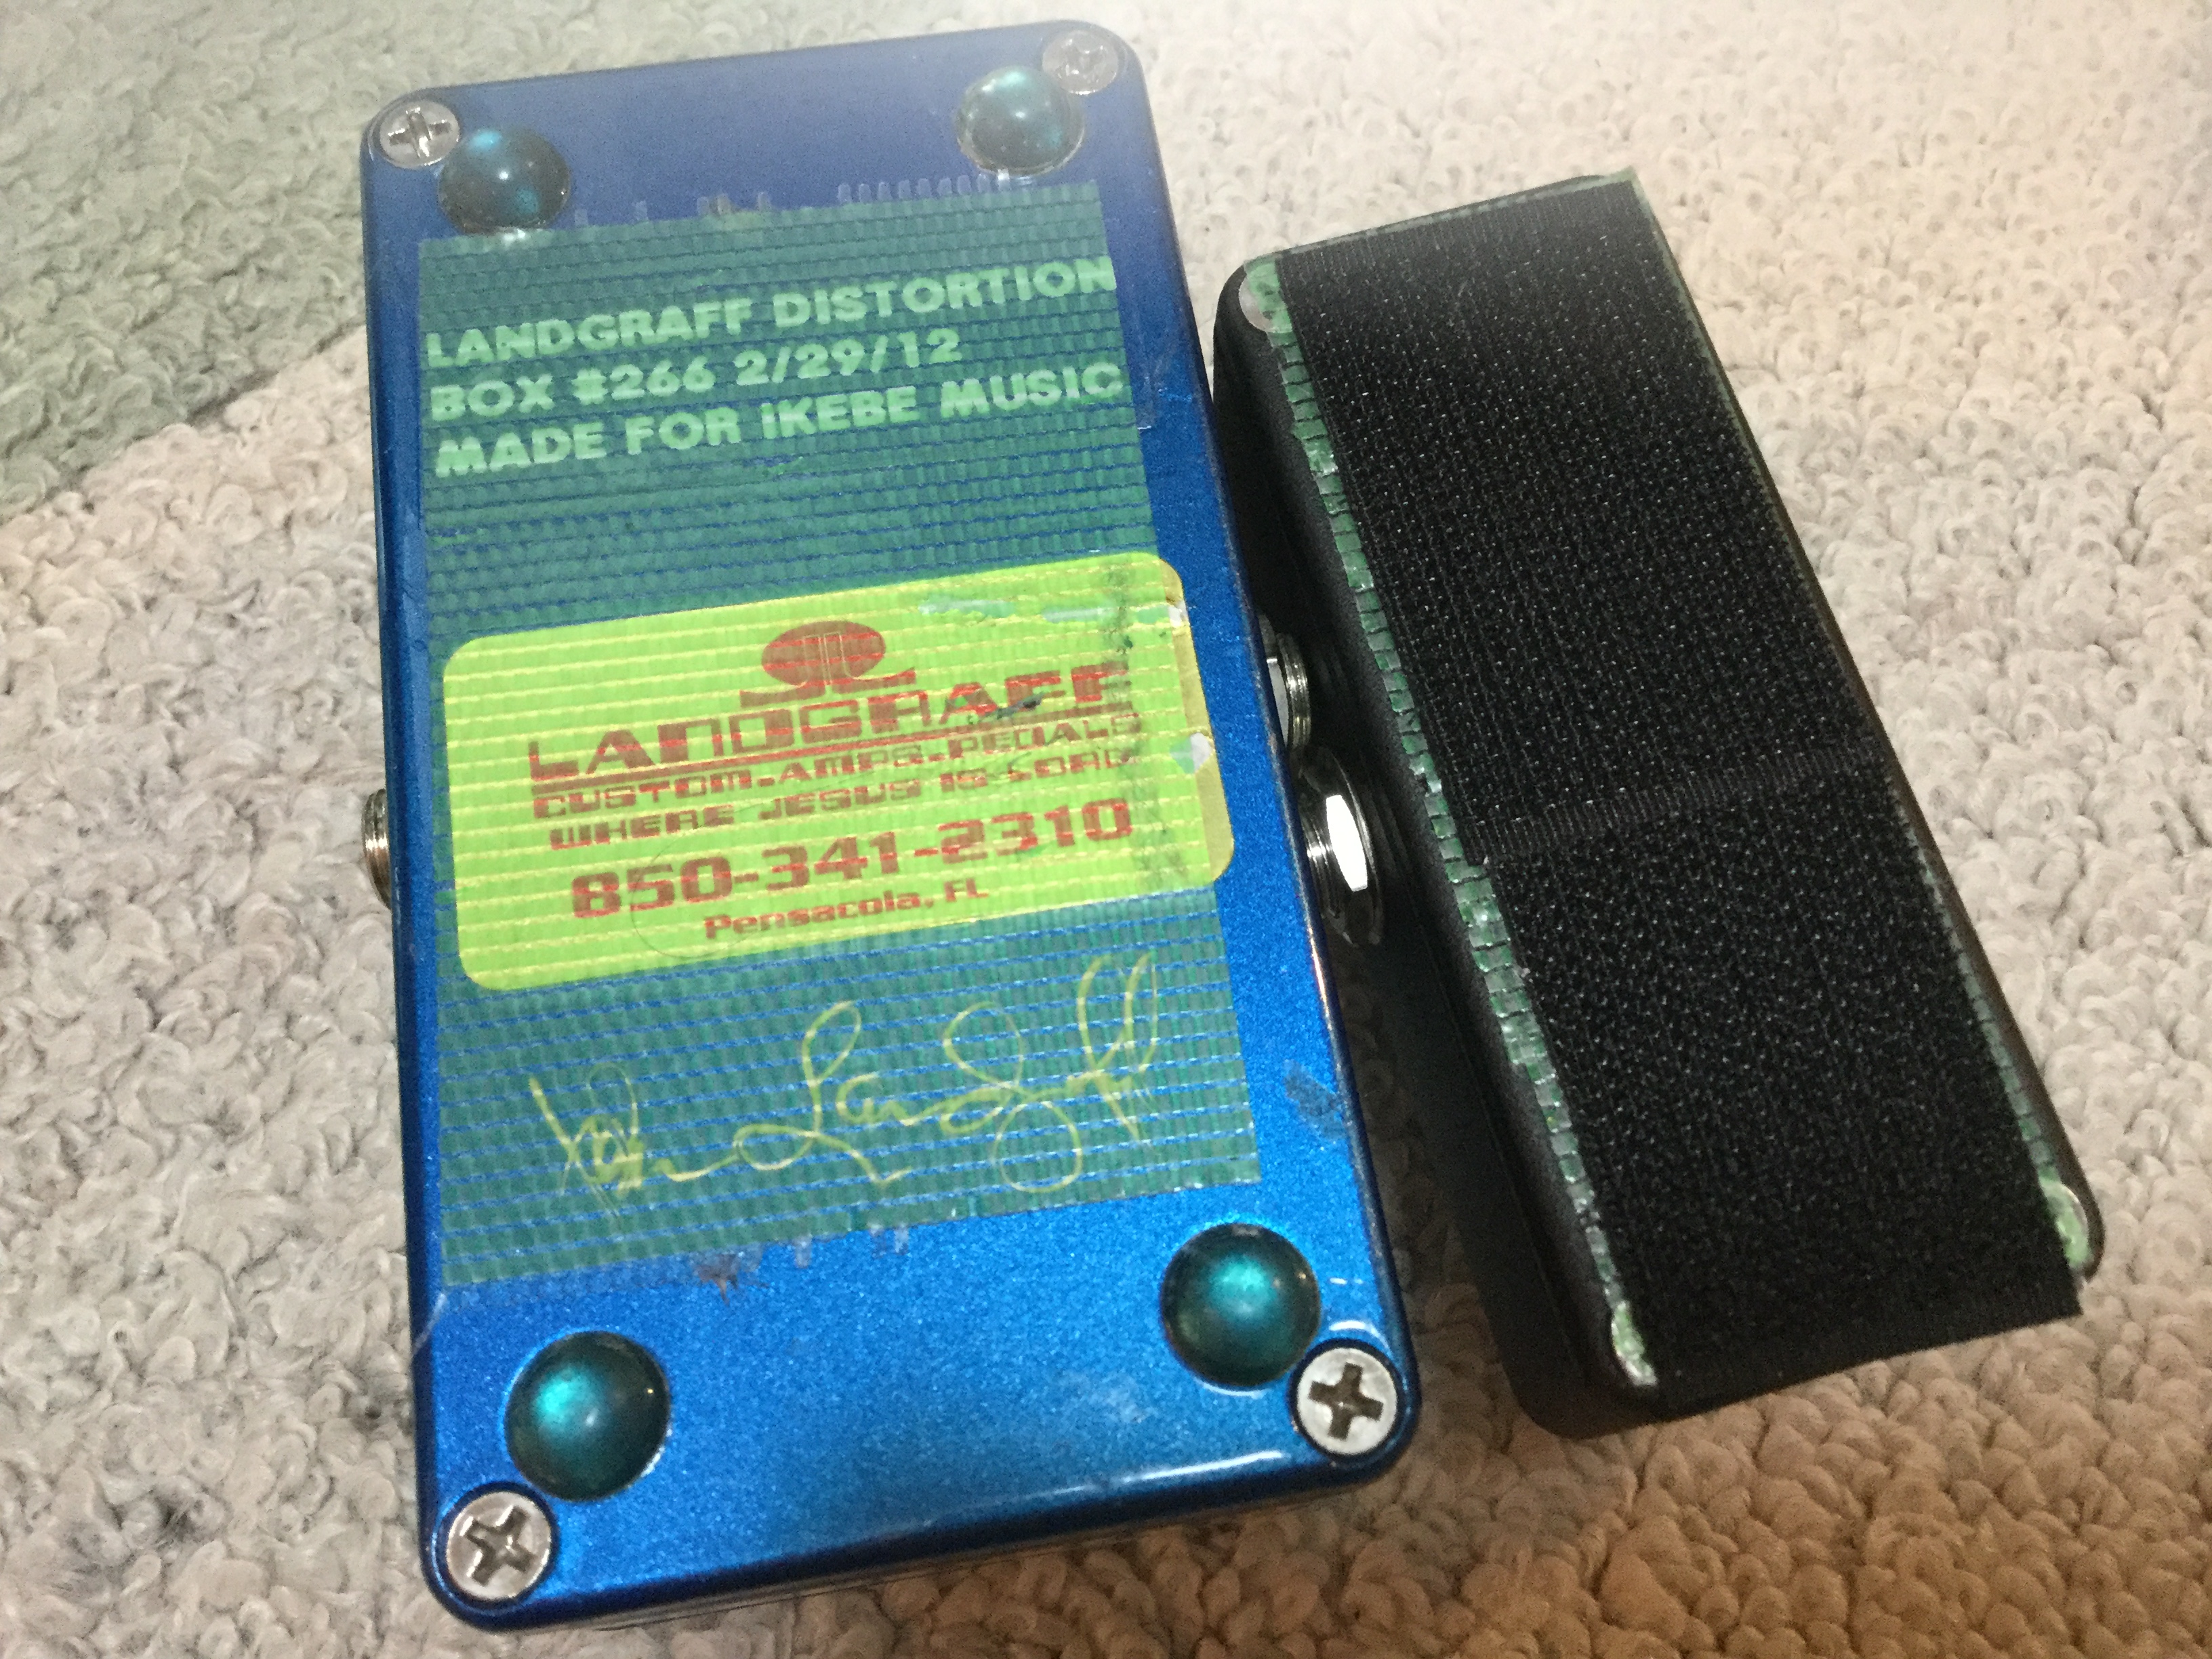 LANDGRAFF DISTORTION
BOX #266 2/29/12
MADE FOR iKEBE MUSIC
LANDGRAFF
CUSTOM.AMPS.PEDALS
WHERE JESUS IS LORD
850-341-2310
Pensacola, FL
Landgraff